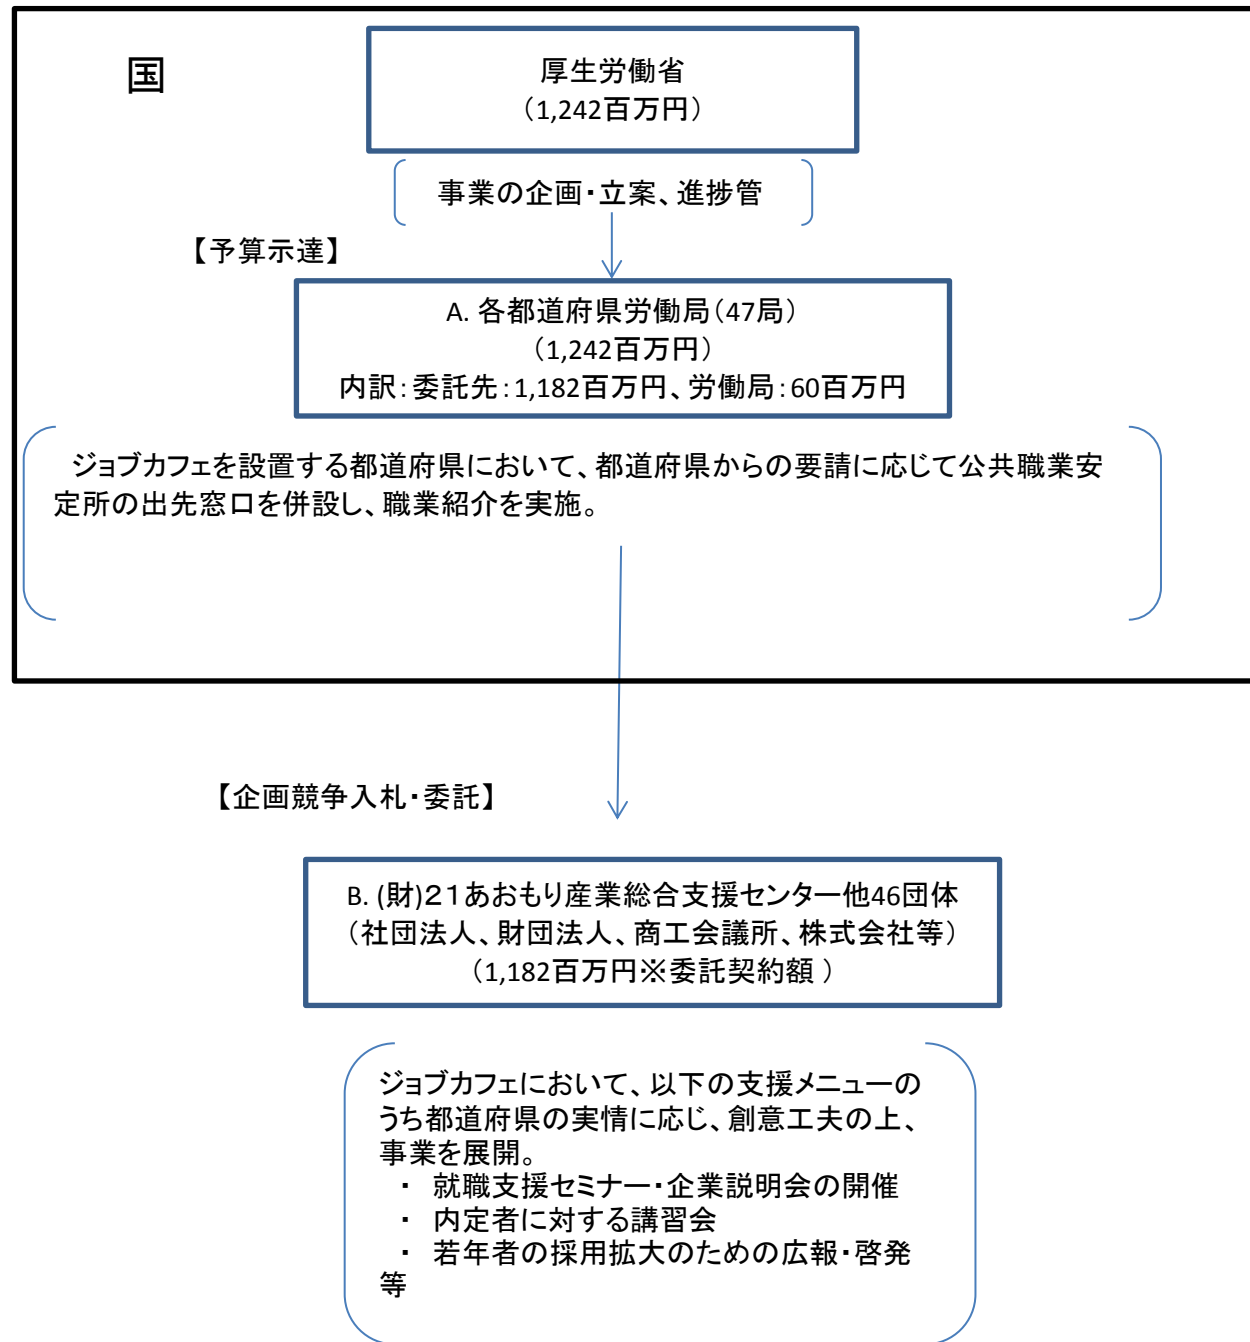 国
厚生労働省
（1,242百万円）
事業の企画・立案、進捗管
【予算示達】
A. 各都道府県労働局（47局）
（1,242百万円）
内訳：委託先：1,182百万円、労働局：60百万円
ジョブカフェを設置する都道府県において、都道府県からの要請に応じて公共職業安
定所の出先窓口を併設し、職業紹介を実施。
【企画競争入札・委託】
B. (財)２１あおもり産業総合支援センター他46団体
（社団法人、財団法人、商工会議所、株式会社等）
（1,182百万円※委託契約額 ）
ジョブカフェにおいて、以下の支援メニューの
うち都道府県の実情に応じ、創意工夫の上、
事業を展開。
・ 就職支援セミナー・企業説明会の開催
・ 内定者に対する講習会
・ 若年者の採用拡大のための広報・啓発
等